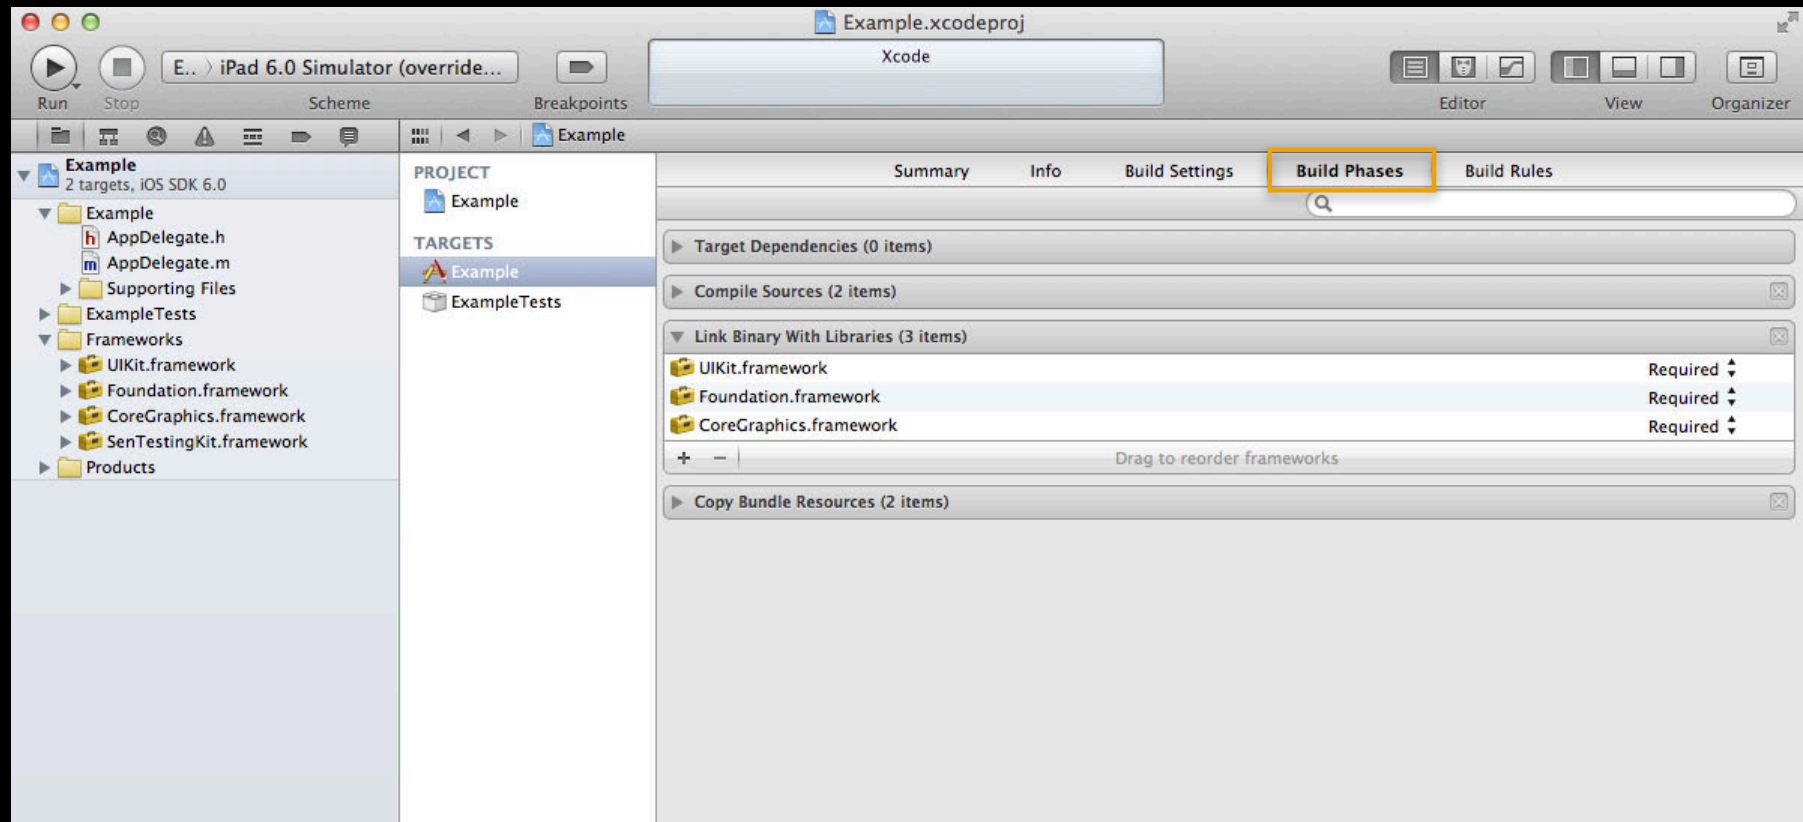 Example.xcodeproj
E.. 〉 iPad 6.0 Simulator (override...
Xcode
Run Stop Scheme Breakpoints Editor View Organizer
Example
Example
2 targets, iOS SDK 6.0
Example
h AppDelegate.h
m AppDelegate.m
Supporting Files
ExampleTests
Frameworks
UIKit.framework
Foundation.framework
CoreGraphics.framework
SenTestingKit.framework
Products
PROJECT
Example
TARGETS
Example
ExampleTests
Summary Info Build Settings Build Phases Build Rules
Target Dependencies (0 items)
Compile Sources (2 items)
Link Binary With Libraries (3 items)
UIKit.framework Required
Foundation.framework Required
CoreGraphics.framework Required
+ − Drag to reorder frameworks
Copy Bundle Resources (2 items)